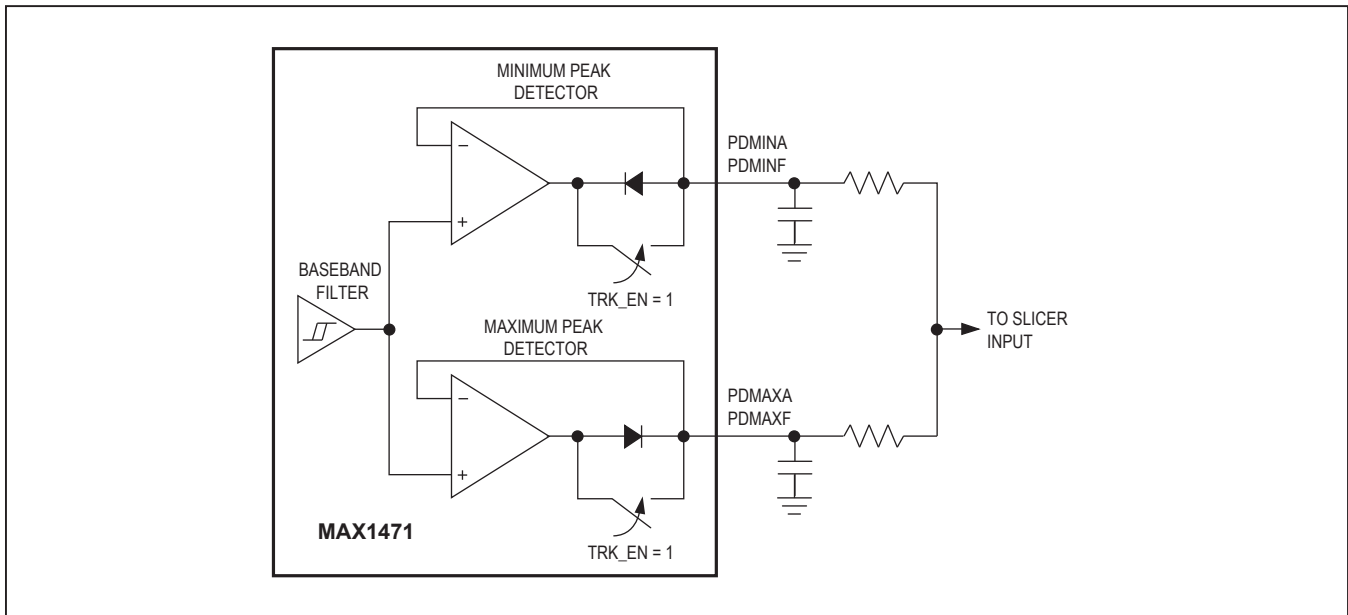 MINIMUM PEAK
DETECTOR
−
+
PDMINA
PDMINF
TRK_EN = 1
BASEBAND
FILTER
MAXIMUM PEAK
DETECTOR
TO SLICER
INPUT
−
+
PDMAXA
PDMAXF
TRK_EN = 1
MAX1471